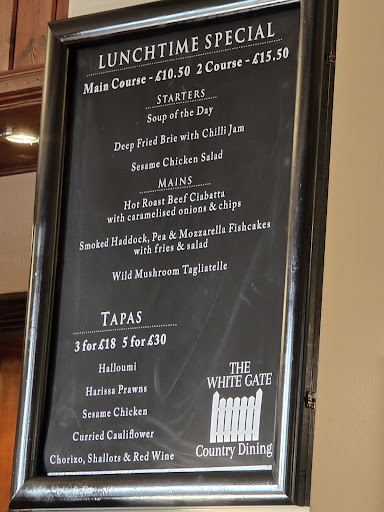 LUNCHTIME SPECIAL
Main Course - £10.50 2 Course - £15.50
STARTERS
Soup of the Day
Deep Fried Brie with Chilli Jam
Sesame Chicken Salad
MAINS
Hot Roast Beef Ciabatta
with caramelised onions & chips
Smoked Haddock, Pea & Mozzarella Fishcakes
with fries & salad
Wild Mushroom Tagliatelle
TAPAS
3 for £18 5 for £30
Halloumi
Harissa Prawns
Sesame Chicken
Curried Cauliflower
Chorizo, Shallots & Red Wine
THE
WHITE GATE
Country Dining